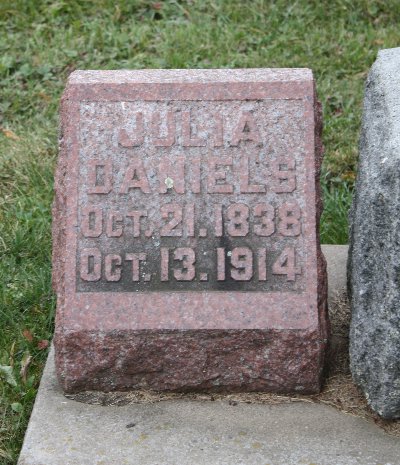 JULIA
DANIELS
OCT. 21. 1838
OCT. 13. 1914